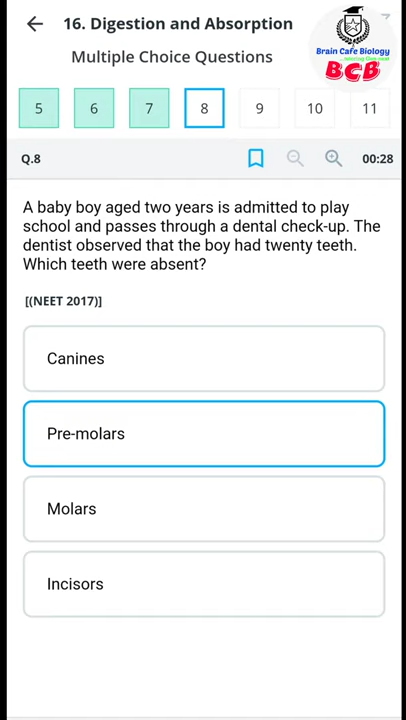 16. Digestion and Absorption
Multiple Choice Questions
Brain Cafe Biology
BCB
5 6 7 8 9 10 11
Q.8 00:28
A baby boy aged two years is admitted to play
school and passes through a dental check-up. The
dentist observed that the boy had twenty teeth.
Which teeth were absent?
[(NEET 2017)]
Canines
Pre-molars
Molars
Incisors